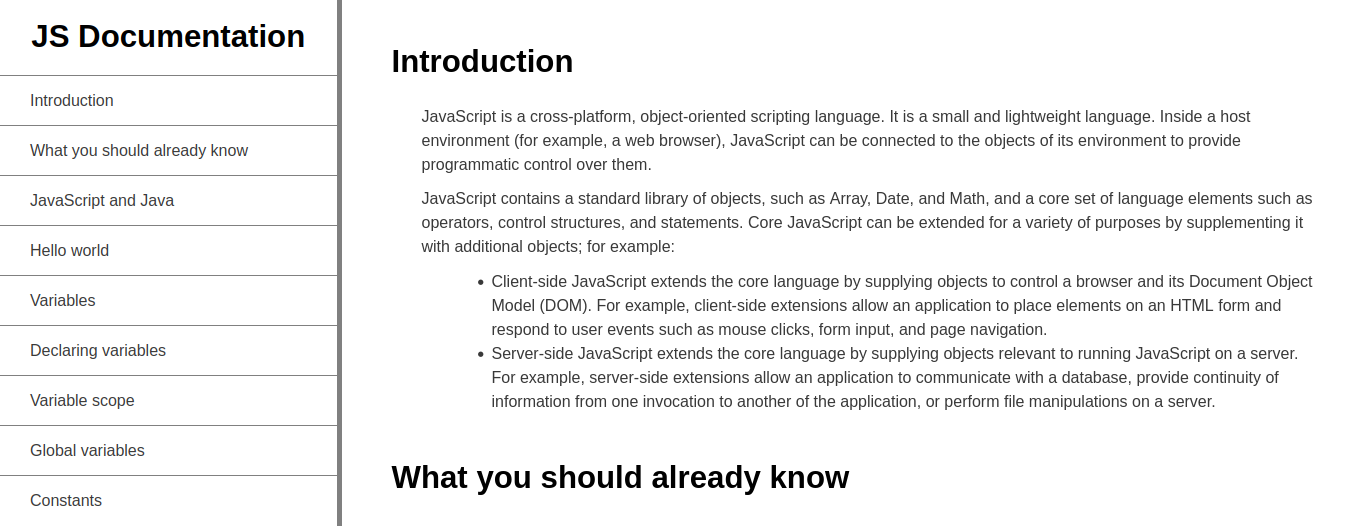 JS Documentation
Introduction
What you should already know
JavaScript and Java
Hello world
Variables
Declaring variables
Variable scope
Global variables
Constants
Introduction
JavaScript is a cross-platform, object-oriented scripting language. It is a small and lightweight language. Inside a host
environment (for example, a web browser), JavaScript can be connected to the objects of its environment to provide
programmatic control over them.
JavaScript contains a standard library of objects, such as Array, Date, and Math, and a core set of language elements such as
operators, control structures, and statements. Core JavaScript can be extended for a variety of purposes by supplementing it
with additional objects; for example:
• Client-side JavaScript extends the core language by supplying objects to control a browser and its Document Object
Model (DOM). For example, client-side extensions allow an application to place elements on an HTML form and
respond to user events such as mouse clicks, form input, and page navigation.
• Server-side JavaScript extends the core language by supplying objects relevant to running JavaScript on a server.
For example, server-side extensions allow an application to communicate with a database, provide continuity of
information from one invocation to another of the application, or perform file manipulations on a server.
What you should already know